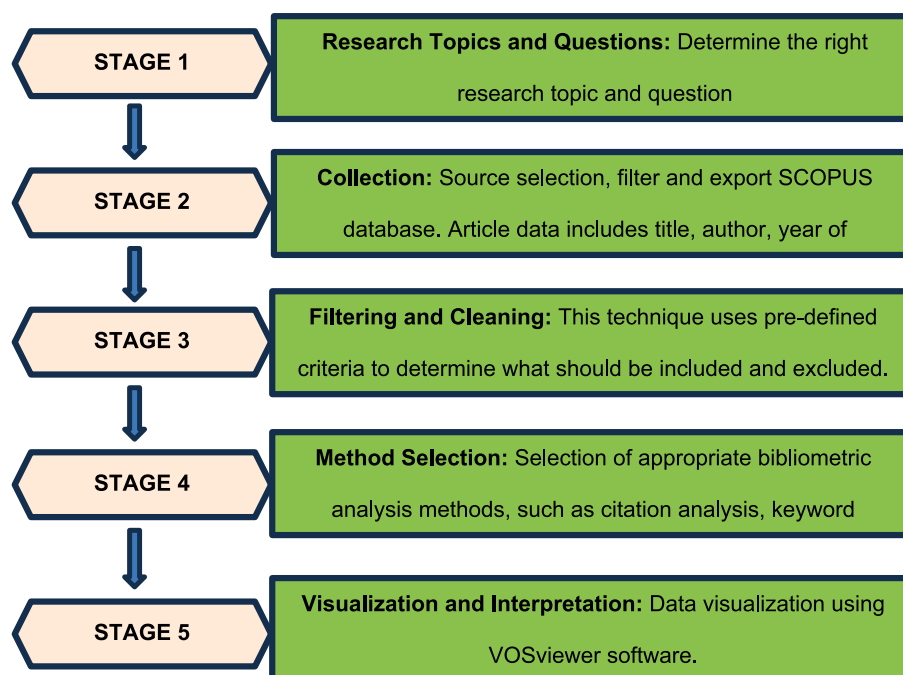 STAGE 1
Research Topics and Questions: Determine the right
research topic and question
STAGE 2
Collection: Source selection, filter and export SCOPUS
database. Article data includes title, author, year of
STAGE 3
Filtering and Cleaning: This technique uses pre-defined
criteria to determine what should be included and excluded.
STAGE 4
Method Selection: Selection of appropriate bibliometric
analysis methods, such as citation analysis, keyword
STAGE 5
Visualization and Interpretation: Data visualization using
VOSviewer software.